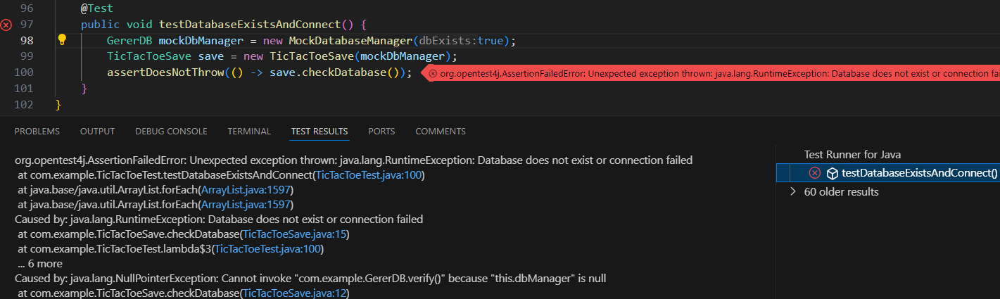 96 @Test
97 public void testDatabaseExistsAndConnect() {
98 GererDB mockDbManager = new MockDatabaseManager(dbExists:true);
99 TicTacToeSave save = new TicTacToeSave(mockDbManager);
100 assertDoesNotThrow(() -> save.checkDatabase()); org.opentest4j.AssertionFailedError: Unexpected exception thrown: java.lang.RuntimeException: Database does not exist or connection fai
101 }
102 }
PROBLEMS OUTPUT DEBUG CONSOLE TERMINAL TEST RESULTS PORTS COMMENTS
org.opentest4j.AssertionFailedError: Unexpected exception thrown: java.lang.RuntimeException: Database does not exist or connection failed
at com.example.TicTacToeTest.testDatabaseExistsAndConnect(TicTacToeTest.java:100)
at java.base/java.util.ArrayList.forEach(ArrayList.java:1597)
at java.base/java.util.ArrayList.forEach(ArrayList.java:1597)
Caused by: java.lang.RuntimeException: Database does not exist or connection failed
at com.example.TicTacToeSave.checkDatabase(TicTacToeSave.java:15)
at com.example.TicTacToeTest.lambda$3(TicTacToeTest.java:100)
... 6 more
Caused by: java.lang.NullPointerException: Cannot invoke "com.example.GererDB.verify()" because "this.dbManager" is null
at com.example.TicTacToeSave.checkDatabase(TicTacToeSave.java:12)
Test Runner for Java
testDatabaseExistsAndConnect()
60 older results